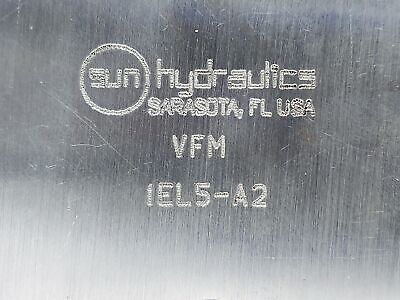 sun hydraulics
SARASOTA, FL USA
VFM
1EL5-A2